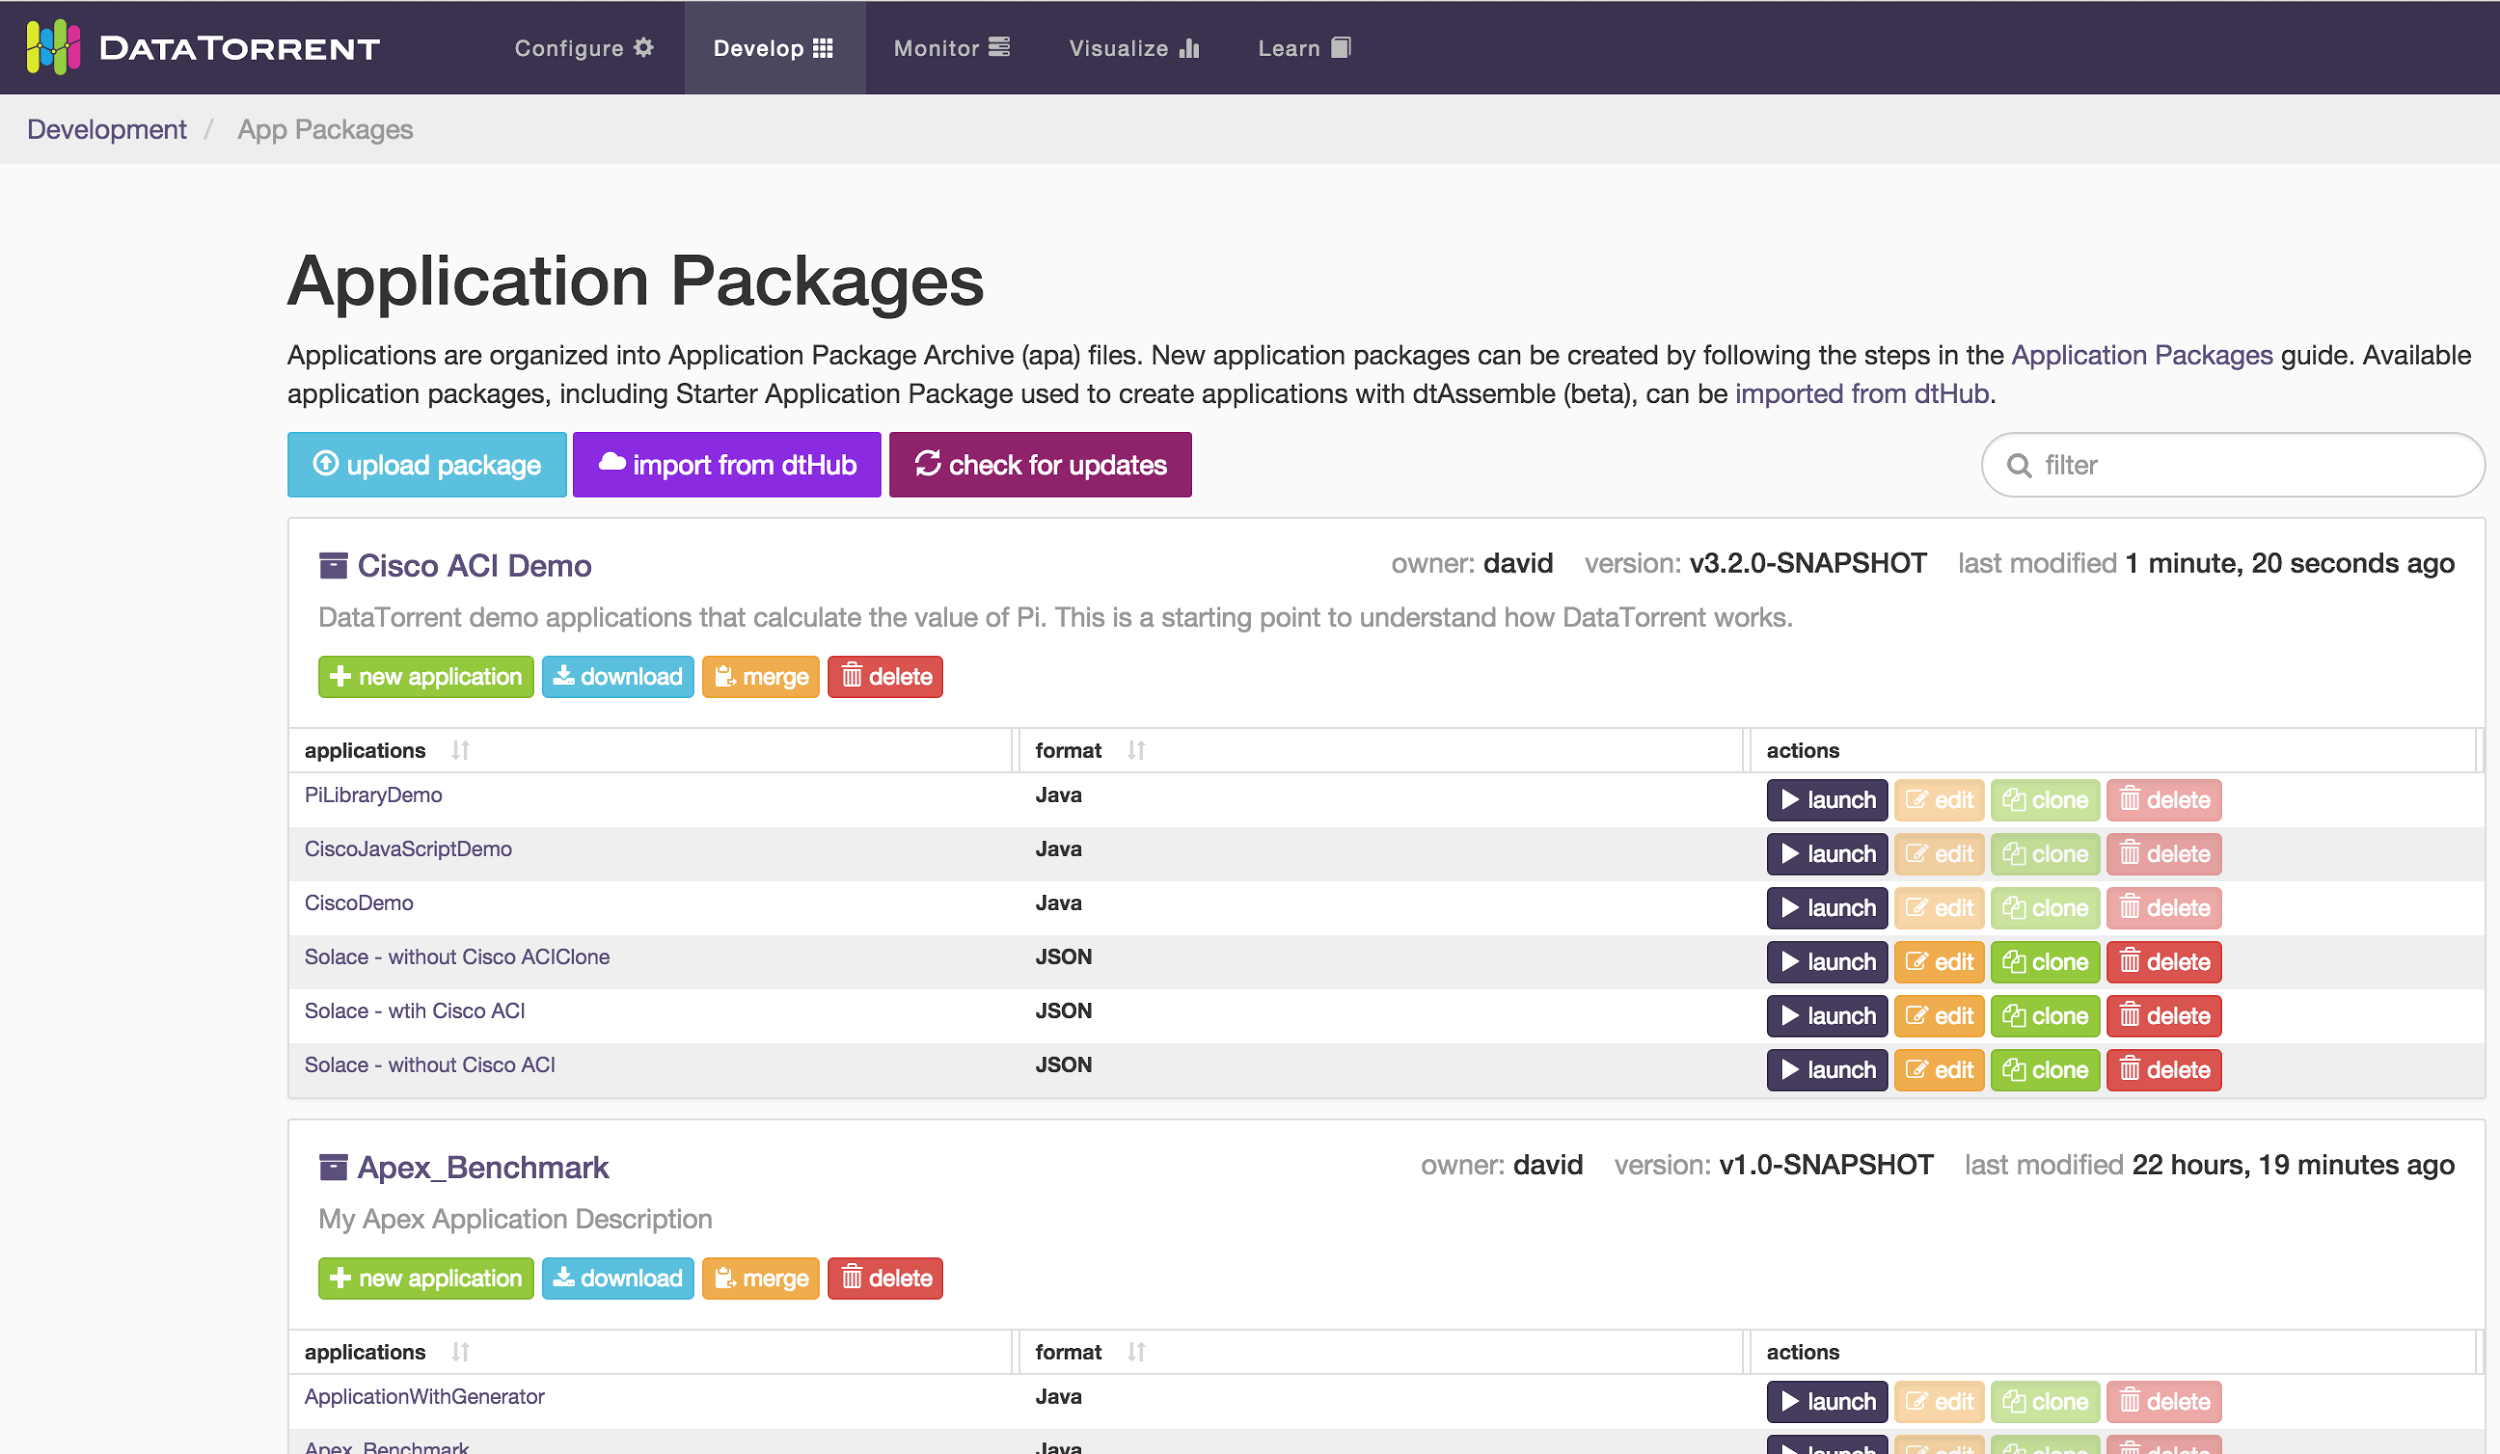 DATATORRENT Configure Develop Monitor Visualize Learn
Development / App Packages
Application Packages
Applications are organized into Application Package Archive (apa) files. New application packages can be created by following the steps in the Application Packages guide. Available
application packages, including Starter Application Package used to create applications with dtAssemble (beta), can be imported from dtHub.
upload package import from dtHub check for updates filter
Cisco ACI Demo owner: david version: v3.2.0-SNAPSHOT last modified 1 minute, 20 seconds ago
DataTorrent demo applications that calculate the value of Pi. This is a starting point to understand how DataTorrent works.
new application download merge delete
applications format actions
PiLibraryDemo Java launch edit clone delete
CiscoJavaScriptDemo Java launch edit clone delete
CiscoDemo Java launch edit clone delete
Solace - without Cisco ACIClone JSON launch edit clone delete
Solace - wtih Cisco ACI JSON launch edit clone delete
Solace - without Cisco ACI JSON launch edit clone delete
Apex_Benchmark owner: david version: v1.0-SNAPSHOT last modified 22 hours, 19 minutes ago
My Apex Application Description
new application download merge delete
applications format actions
ApplicationWithGenerator Java launch edit clone delete
Apex_Benchmark Java launch edit clone delete